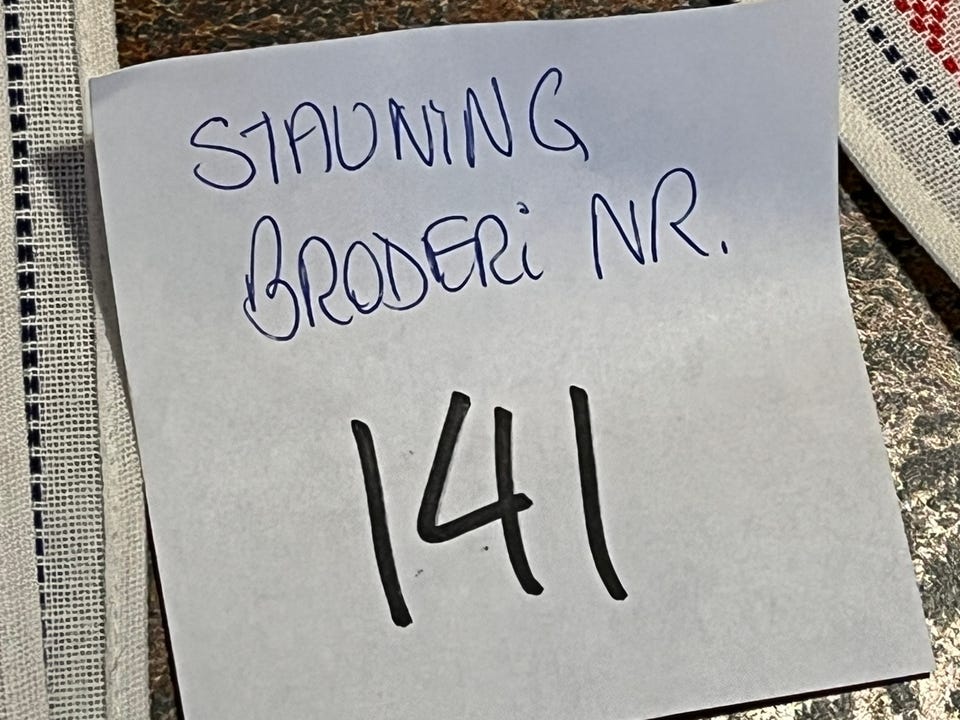 STAUNING
BRODERi NR.
141